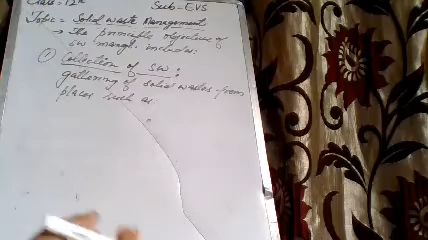 Class: 12th Sub-EVS
Topic = Solid waste Management
→ The principle objective of
SW mangt. includes:
① Collection of SW:
gathering of solid wastes from
places such as